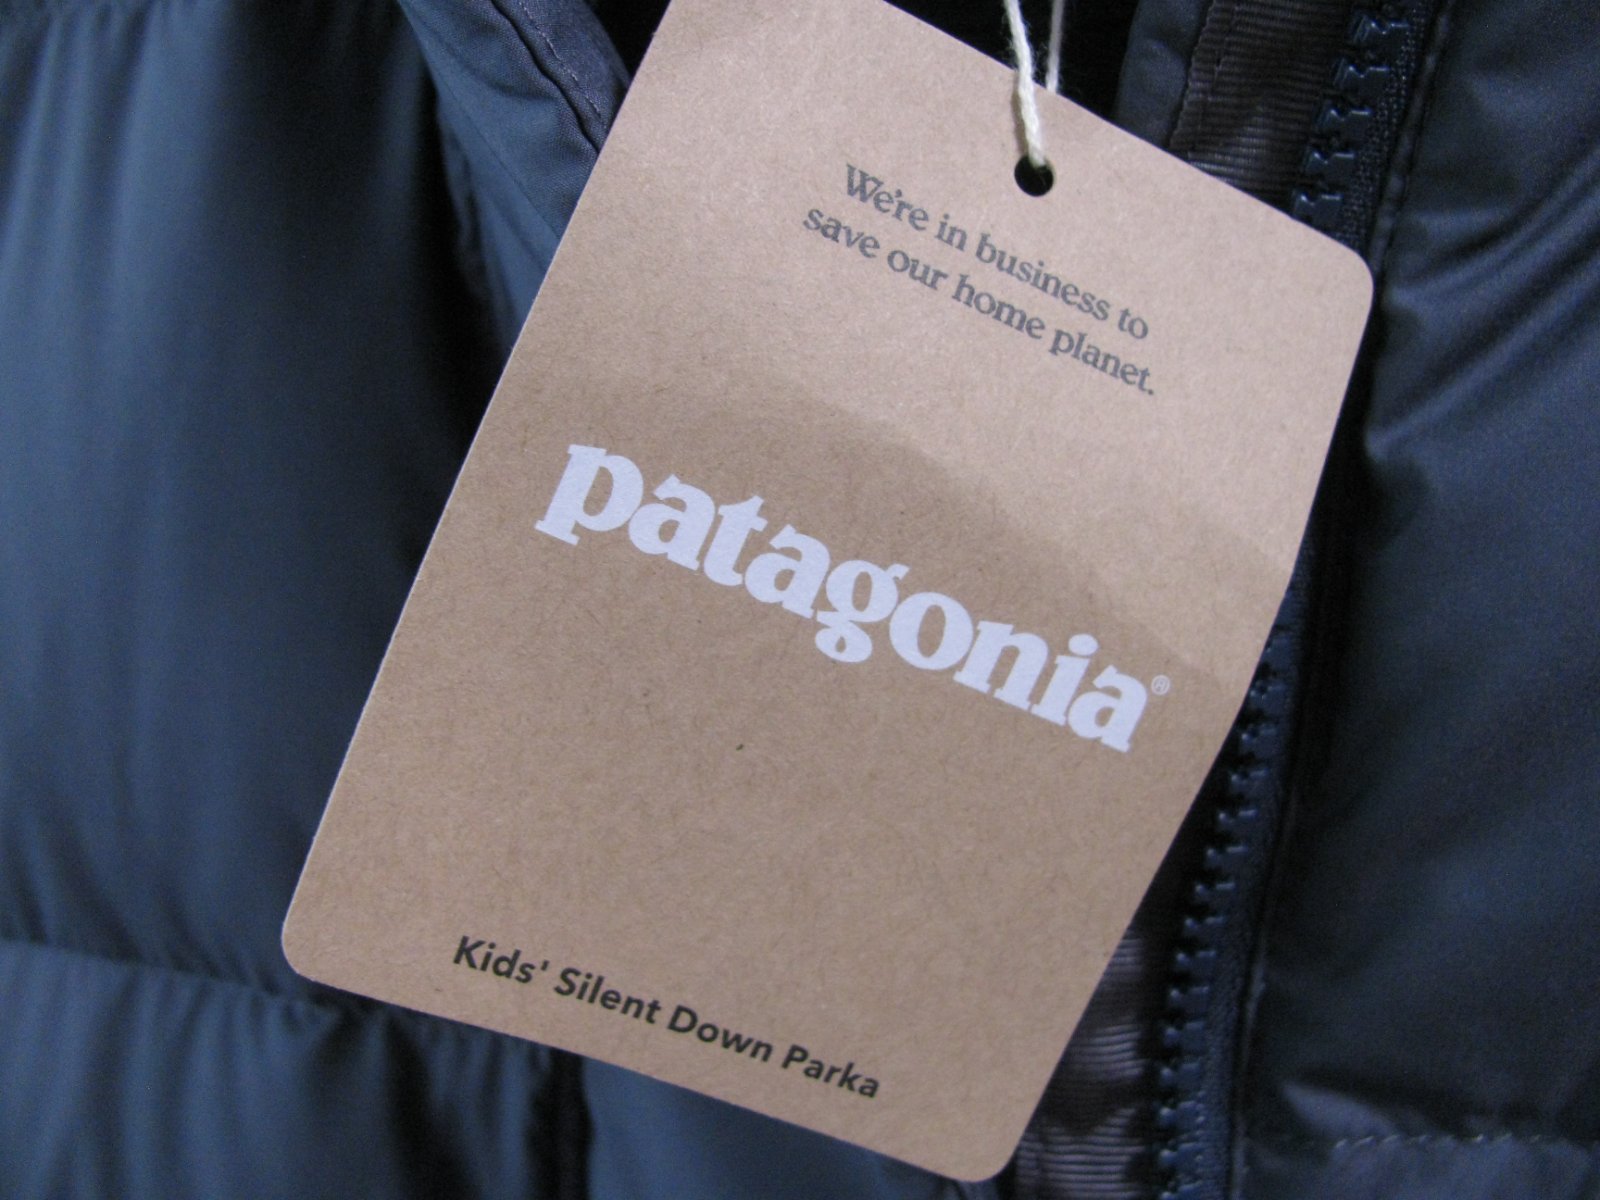 We're in business to
save our home planet.
patagonia®
Kids' Silent Down Parka